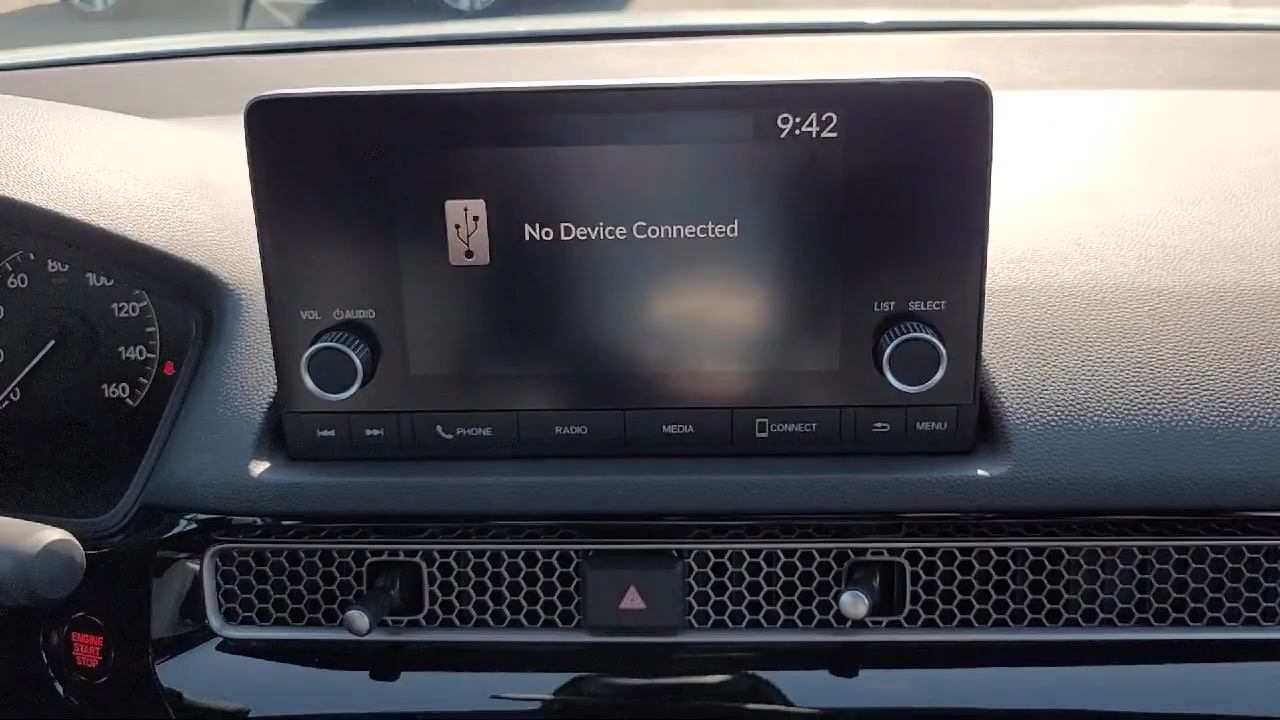 9:42
No Device Connected
VOL AUDIO
LIST SELECT
PHONE
RADIO
MEDIA
CONNECT
MENU
60
80
100
120
140
160
ENGINE
START
STOP